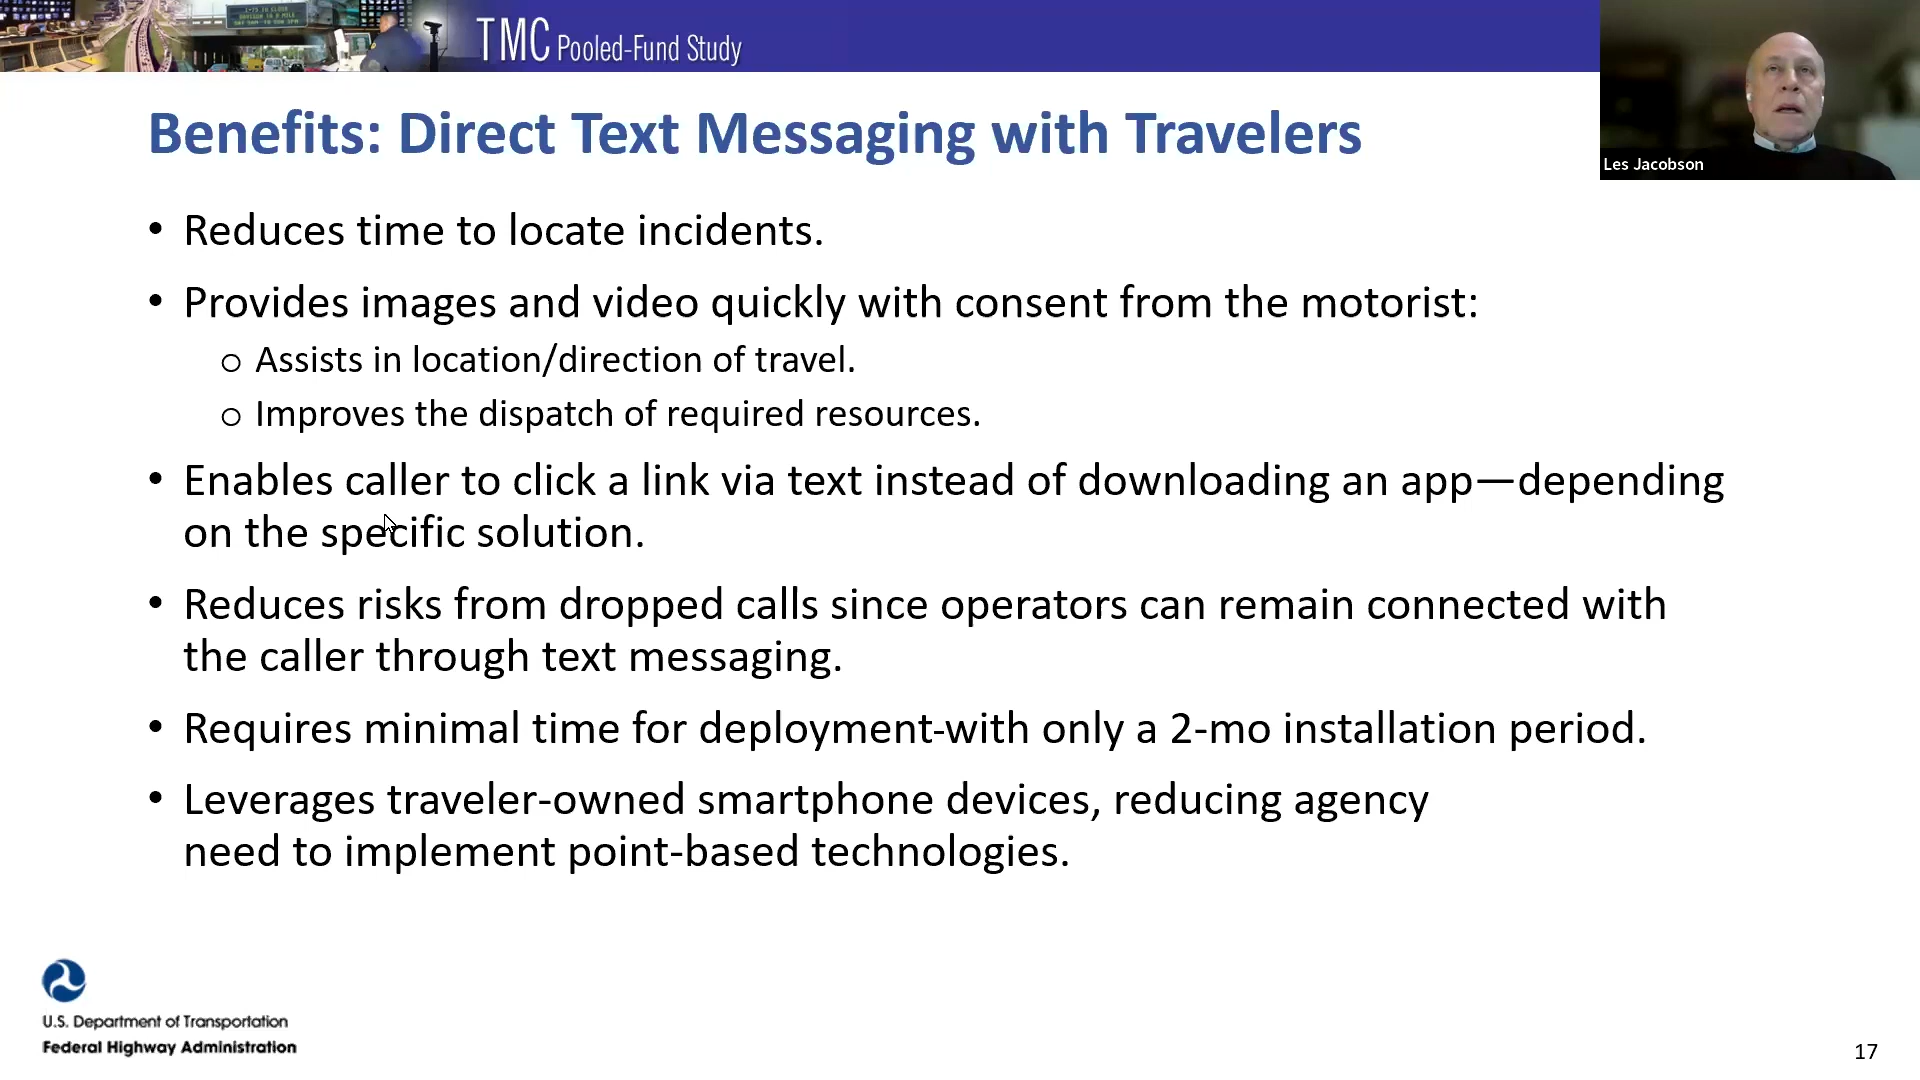 TMC Pooled-Fund Study
Les Jacobson
Benefits: Direct Text Messaging with Travelers
• Reduces time to locate incidents.
• Provides images and video quickly with consent from the motorist:
o Assists in location/direction of travel.
o Improves the dispatch of required resources.
• Enables caller to click a link via text instead of downloading an app—depending
on the specific solution.
• Reduces risks from dropped calls since operators can remain connected with
the caller through text messaging.
• Requires minimal time for deployment-with only a 2-mo installation period.
• Leverages traveler-owned smartphone devices, reducing agency
need to implement point-based technologies.
U.S. Department of Transportation
Federal Highway Administration
17